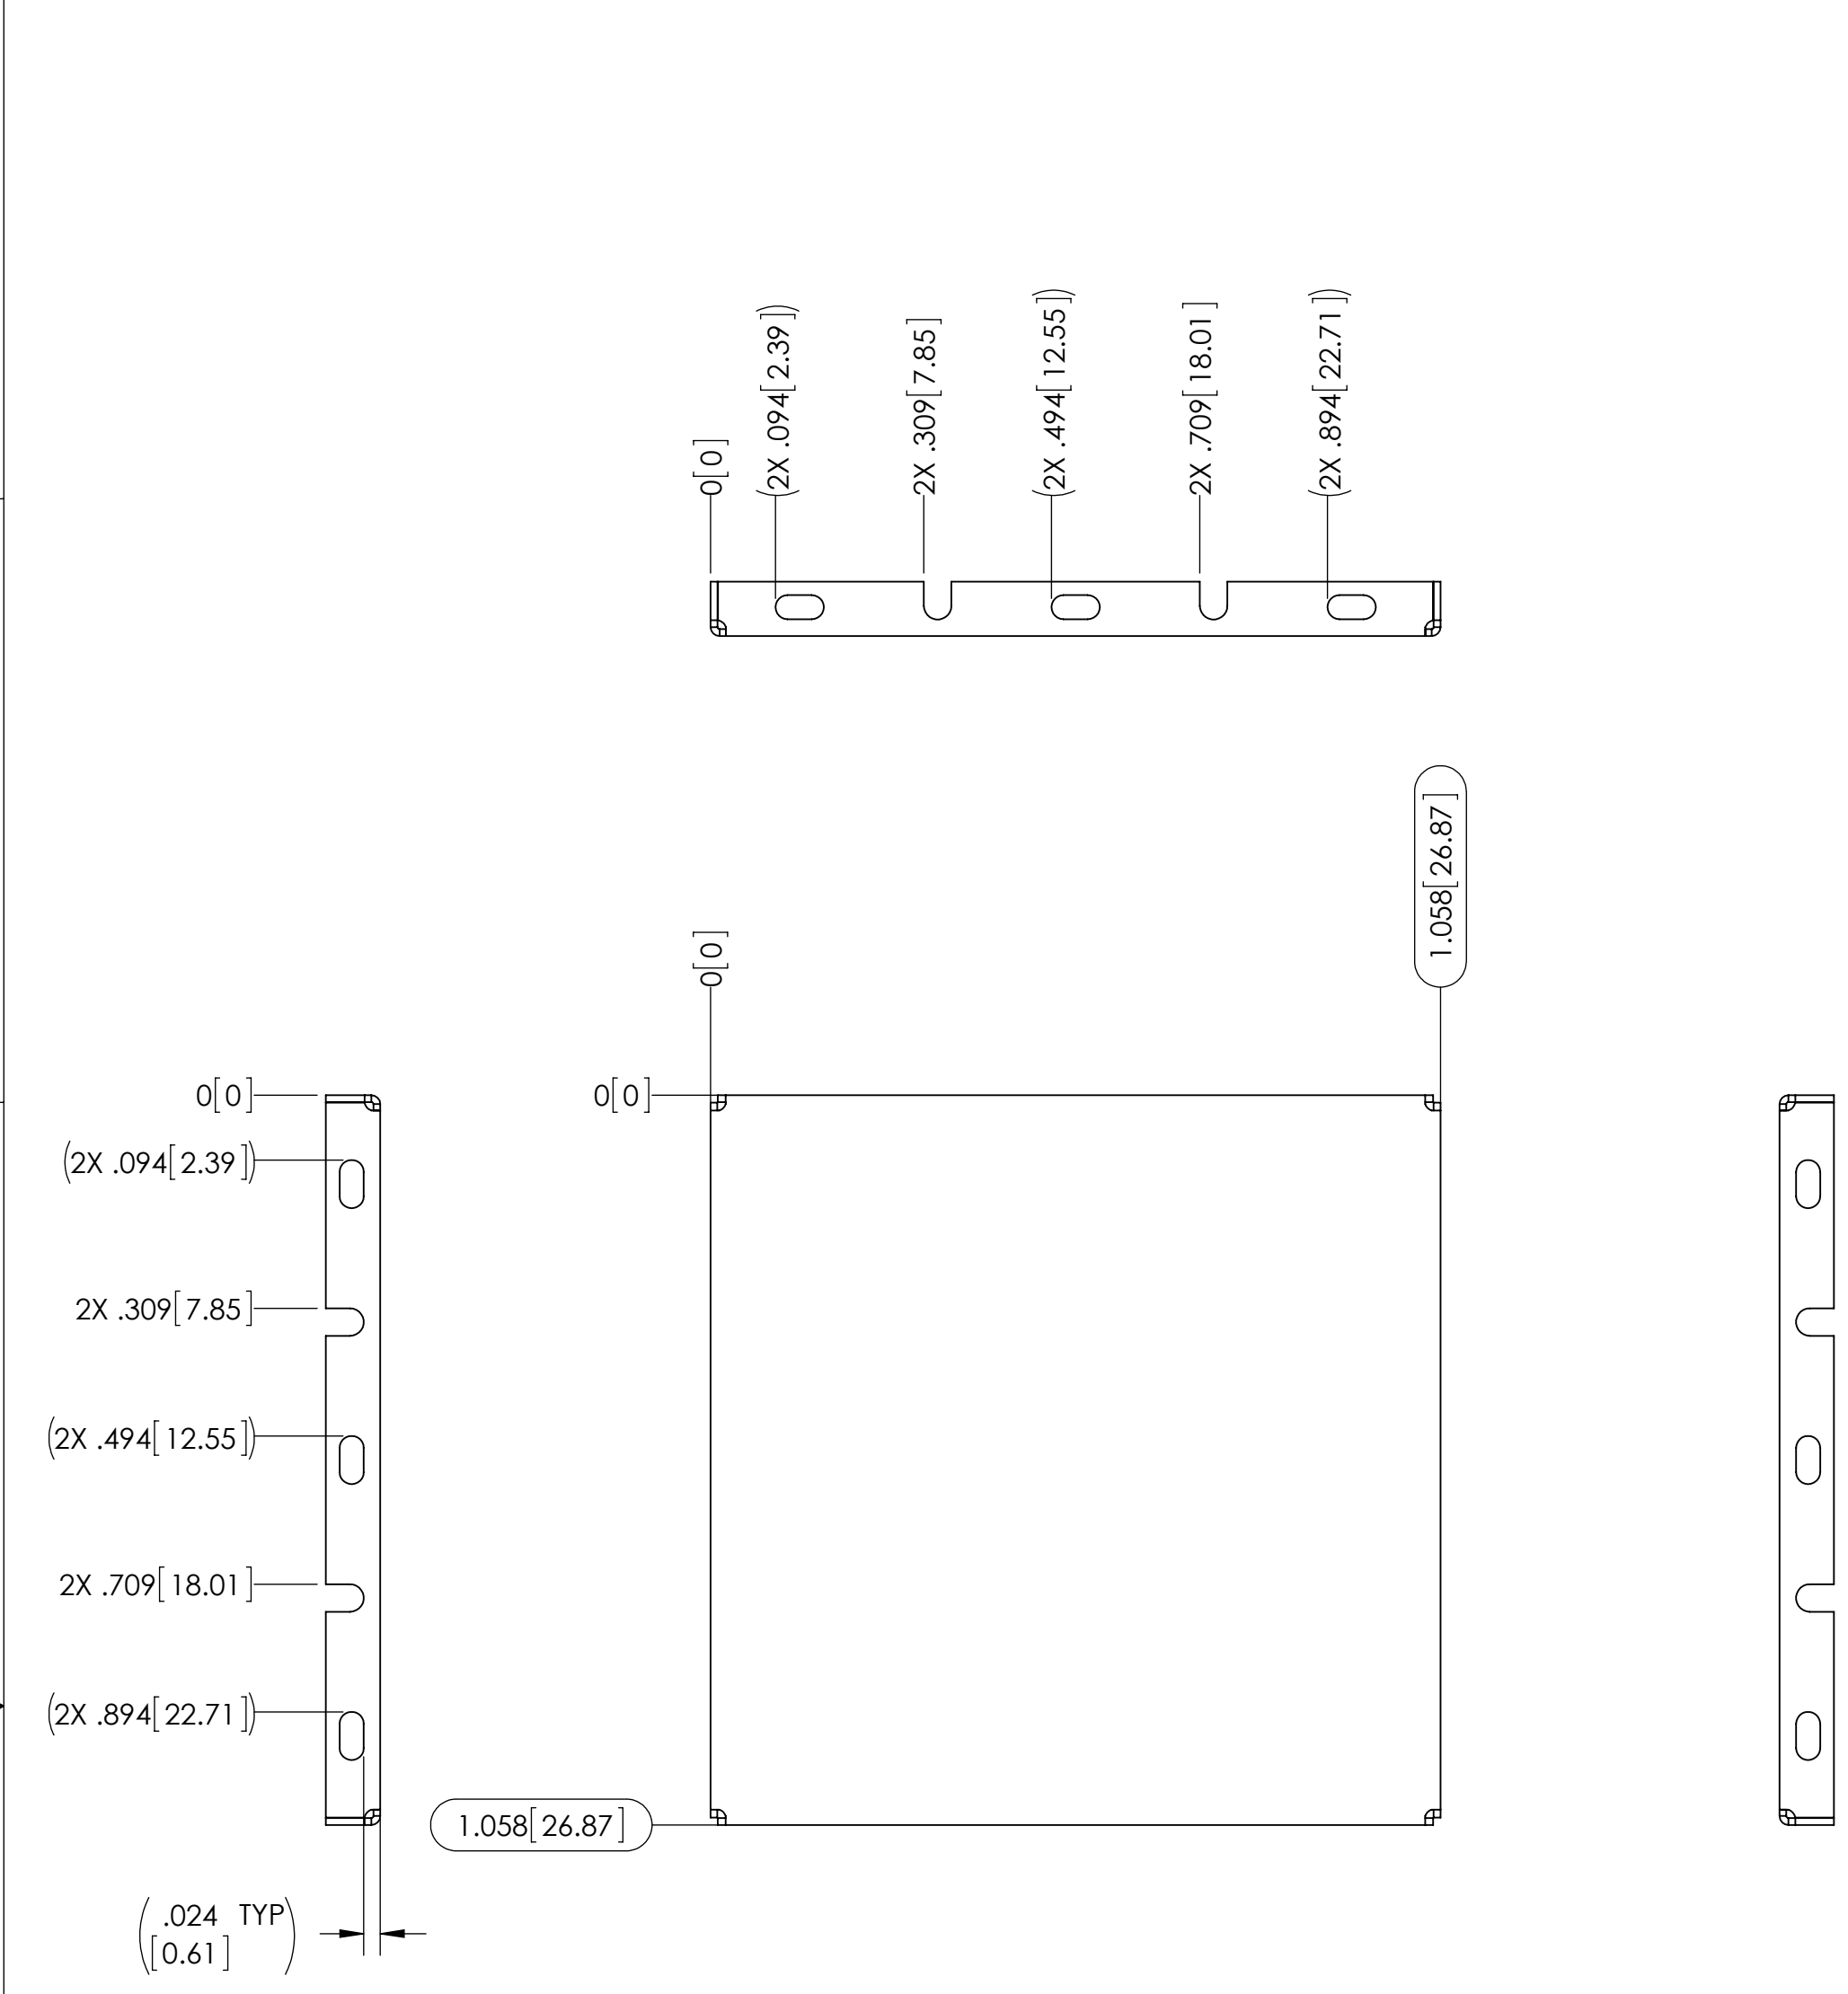 0[0]
(2X .094[2.39])
2X .309[7.85]
(2X .494[12.55])
2X .709[18.01]
(2X .894[22.71])
0[0]
1.058[26.87]
0[0]
(2X .094[2.39])
2X .309[7.85]
(2X .494[12.55])
2X .709[18.01]
(2X .894[22.71])
0[0]
1.058[26.87]
(.024 TYP
[0.61])